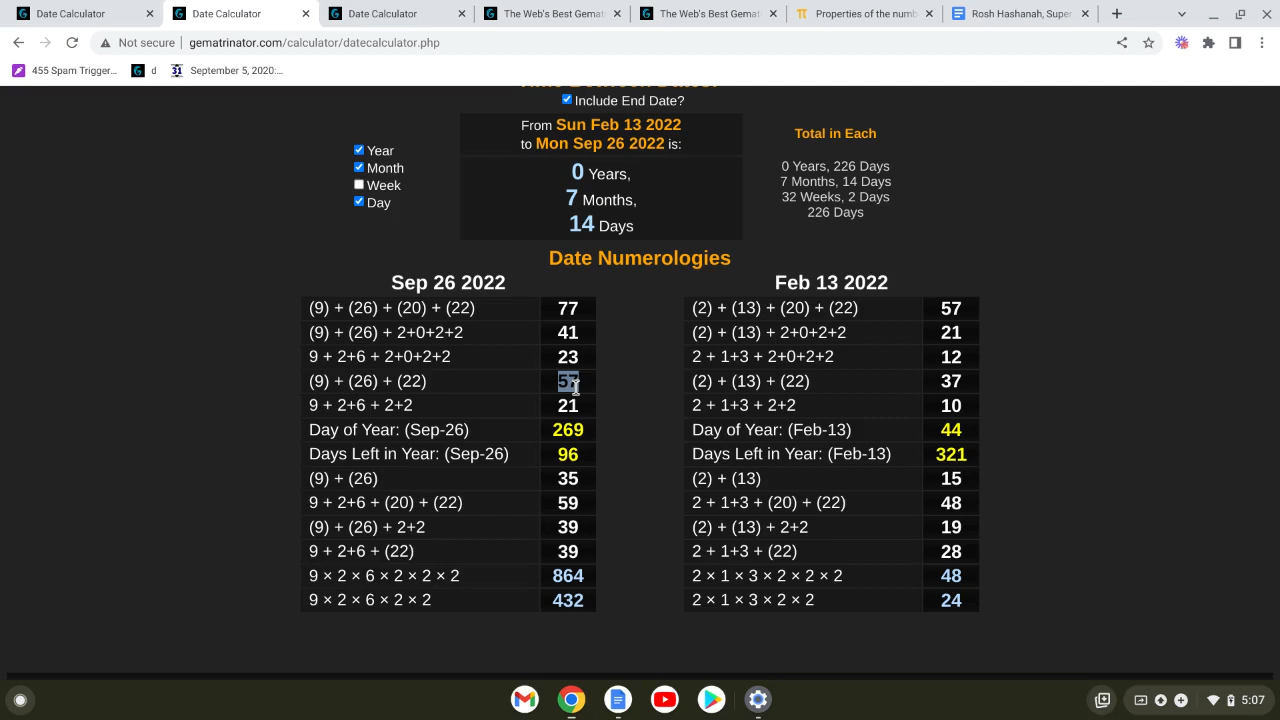 Date Calculator
Date Calculator
Date Calculator
The Web's Best Gemat
The Web's Best Gemat
Properties of the numb
Rosh Hashanah, Super
Not secure | gematrinator.com/calculator/datecalculator.php
455 Spam Trigger...
d
31 September 5, 2020:...
Include End Date?
From Sun Feb 13 2022
to Mon Sep 26 2022 is:
Year
Month
Week
Day
0 Years,
7 Months,
14 Days
Total in Each
0 Years, 226 Days
7 Months, 14 Days
32 Weeks, 2 Days
226 Days
Date Numerologies
Sep 26 2022
(9) + (26) + (20) + (22) 77
(9) + (26) + 2+0+2+2 41
9 + 2+6 + 2+0+2+2 23
(9) + (26) + (22) 57
9 + 2+6 + 2+2 21
Day of Year: (Sep-26) 269
Days Left in Year: (Sep-26) 96
(9) + (26) 35
9 + 2+6 + (20) + (22) 59
(9) + (26) + 2+2 39
9 + 2+6 + (22) 39
9 × 2 × 6 × 2 × 2 × 2 864
9 × 2 × 6 × 2 × 2 432
Feb 13 2022
(2) + (13) + (20) + (22) 57
(2) + (13) + 2+0+2+2 21
2 + 1+3 + 2+0+2+2 12
(2) + (13) + (22) 37
2 + 1+3 + 2+2 10
Day of Year: (Feb-13) 44
Days Left in Year: (Feb-13) 321
(2) + (13) 15
2 + 1+3 + (20) + (22) 48
(2) + (13) + 2+2 19
2 + 1+3 + (22) 28
2 × 1 × 3 × 2 × 2 × 2 48
2 × 1 × 3 × 2 × 2 24
5:07